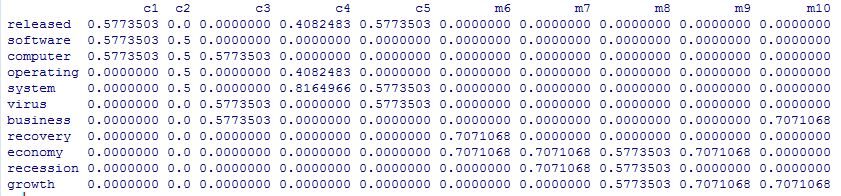 c1 c2 c3 c4 c5 m6 m7 m8 m9 m10
released 0.5773503 0.0 0.0000000 0.4082483 0.5773503 0.0000000 0.0000000 0.0000000 0.0000000 0.0000000
software 0.5773503 0.5 0.0000000 0.0000000 0.0000000 0.0000000 0.0000000 0.0000000 0.0000000 0.0000000
computer 0.5773503 0.5 0.5773503 0.0000000 0.0000000 0.0000000 0.0000000 0.0000000 0.0000000 0.0000000
operating 0.0000000 0.5 0.0000000 0.4082483 0.0000000 0.0000000 0.0000000 0.0000000 0.0000000 0.0000000
system 0.0000000 0.5 0.0000000 0.8164966 0.5773503 0.0000000 0.0000000 0.0000000 0.0000000 0.0000000
virus 0.0000000 0.0 0.5773503 0.0000000 0.5773503 0.0000000 0.0000000 0.0000000 0.0000000 0.0000000
business 0.0000000 0.0 0.5773503 0.0000000 0.0000000 0.0000000 0.0000000 0.0000000 0.0000000 0.7071068
recovery 0.0000000 0.0 0.0000000 0.0000000 0.0000000 0.7071068 0.0000000 0.0000000 0.0000000 0.0000000
economy 0.0000000 0.0 0.0000000 0.0000000 0.0000000 0.7071068 0.7071068 0.5773503 0.7071068 0.0000000
recession 0.0000000 0.0 0.0000000 0.0000000 0.0000000 0.0000000 0.7071068 0.5773503 0.0000000 0.0000000
growth 0.0000000 0.0 0.0000000 0.0000000 0.0000000 0.0000000 0.0000000 0.5773503 0.7071068 0.7071068